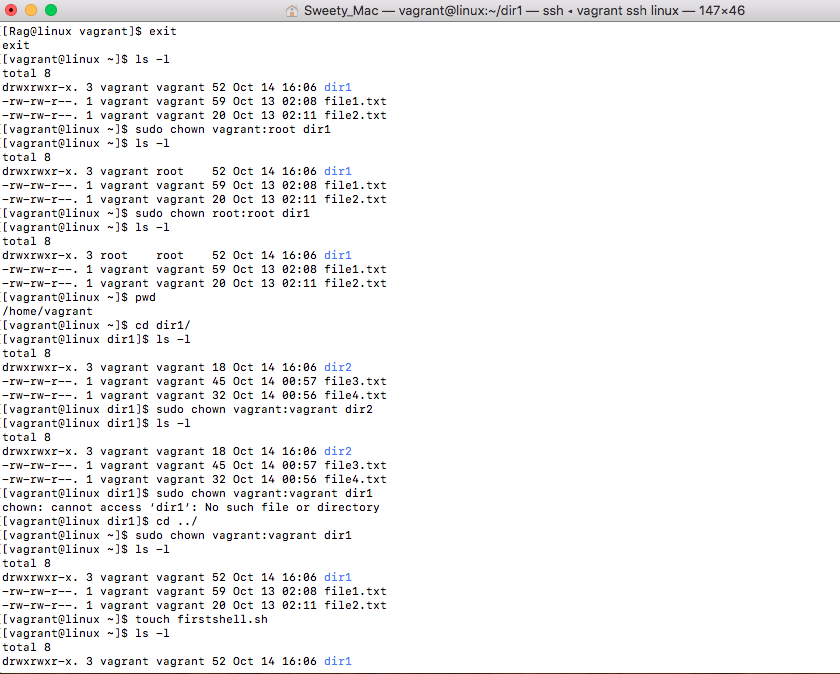 Sweety_Mac — vagrant@linux:~/dir1 — ssh ◂ vagrant ssh linux — 147×46
[[Rag@linux vagrant]$ exit
exit
[[vagrant@linux ~]$ ls -l
total 8
drwxrwxr-x. 3 vagrant vagrant 52 Oct 14 16:06 dir1
-rw-rw-r--. 1 vagrant vagrant 59 Oct 13 02:08 file1.txt
-rw-rw-r--. 1 vagrant vagrant 20 Oct 13 02:11 file2.txt
[[vagrant@linux ~]$ sudo chown vagrant:root dir1
[[vagrant@linux ~]$ ls -l
total 8
drwxrwxr-x. 3 vagrant root    52 Oct 14 16:06 dir1
-rw-rw-r--. 1 vagrant vagrant 59 Oct 13 02:08 file1.txt
-rw-rw-r--. 1 vagrant vagrant 20 Oct 13 02:11 file2.txt
[[vagrant@linux ~]$ sudo chown root:root dir1
[[vagrant@linux ~]$ ls -l
total 8
drwxrwxr-x. 3 root    root    52 Oct 14 16:06 dir1
-rw-rw-r--. 1 vagrant vagrant 59 Oct 13 02:08 file1.txt
-rw-rw-r--. 1 vagrant vagrant 20 Oct 13 02:11 file2.txt
[[vagrant@linux ~]$ pwd
/home/vagrant
[[vagrant@linux ~]$ cd dir1/
[[vagrant@linux dir1]$ ls -l
total 8
drwxrwxr-x. 3 vagrant vagrant 18 Oct 14 16:06 dir2
-rw-rw-r--. 1 vagrant vagrant 45 Oct 14 00:57 file3.txt
-rw-rw-r--. 1 vagrant vagrant 32 Oct 14 00:56 file4.txt
[[vagrant@linux dir1]$ sudo chown vagrant:vagrant dir2
[[vagrant@linux dir1]$ ls -l
total 8
drwxrwxr-x. 3 vagrant vagrant 18 Oct 14 16:06 dir2
-rw-rw-r--. 1 vagrant vagrant 45 Oct 14 00:57 file3.txt
-rw-rw-r--. 1 vagrant vagrant 32 Oct 14 00:56 file4.txt
[[vagrant@linux dir1]$ sudo chown vagrant:vagrant dir1
chown: cannot access ‘dir1’: No such file or directory
[[vagrant@linux dir1]$ cd ../
[[vagrant@linux ~]$ sudo chown vagrant:vagrant dir1
[[vagrant@linux ~]$ ls -l
total 8
drwxrwxr-x. 3 vagrant vagrant 52 Oct 14 16:06 dir1
-rw-rw-r--. 1 vagrant vagrant 59 Oct 13 02:08 file1.txt
-rw-rw-r--. 1 vagrant vagrant 20 Oct 13 02:11 file2.txt
[[vagrant@linux ~]$ touch firstshell.sh
[[vagrant@linux ~]$ ls -l
total 8
drwxrwxr-x. 3 vagrant vagrant 52 Oct 14 16:06 dir1